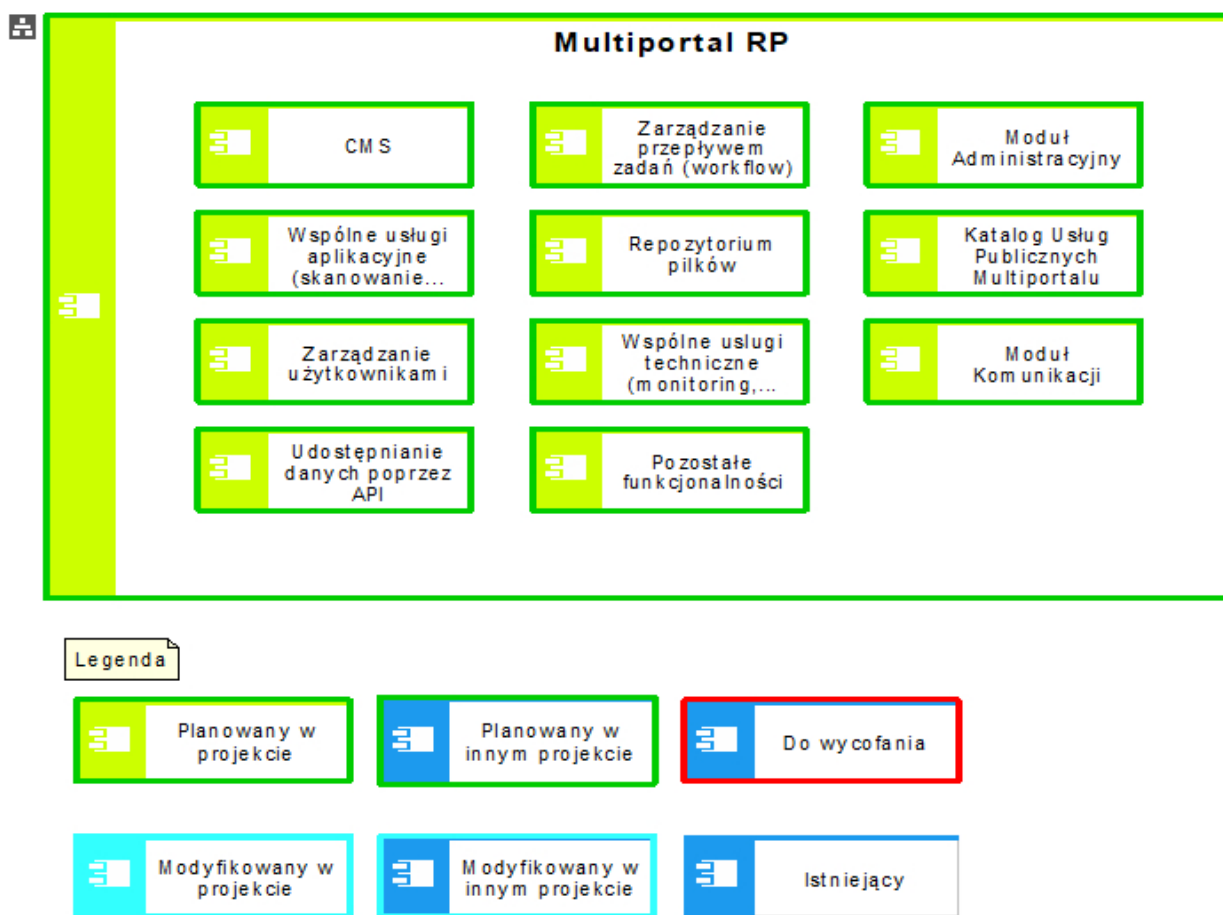 Multiportal RP
CMS
Zarządzanie
przepływem
zadań (workflow)
Moduł
Administracyjny
Wspólne usługi
aplikacyjne
(skanowanie...
Repozytorium
pilków
Katalog Usług
Publicznych
Multiportalu
Zarządzanie
użytkownikami
Wspólne uslugi
techniczne
(monitoring,...
Moduł
Komunikacji
Udostępnianie
danych poprzez
API
Pozostałe
funkcjonalności
Legenda
Planowany w
projekcie
Planowany w
innym projekcie
Do wycofania
Modyfikowany w
projekcie
Modyfikowany w
innym projekcie
Istniejący